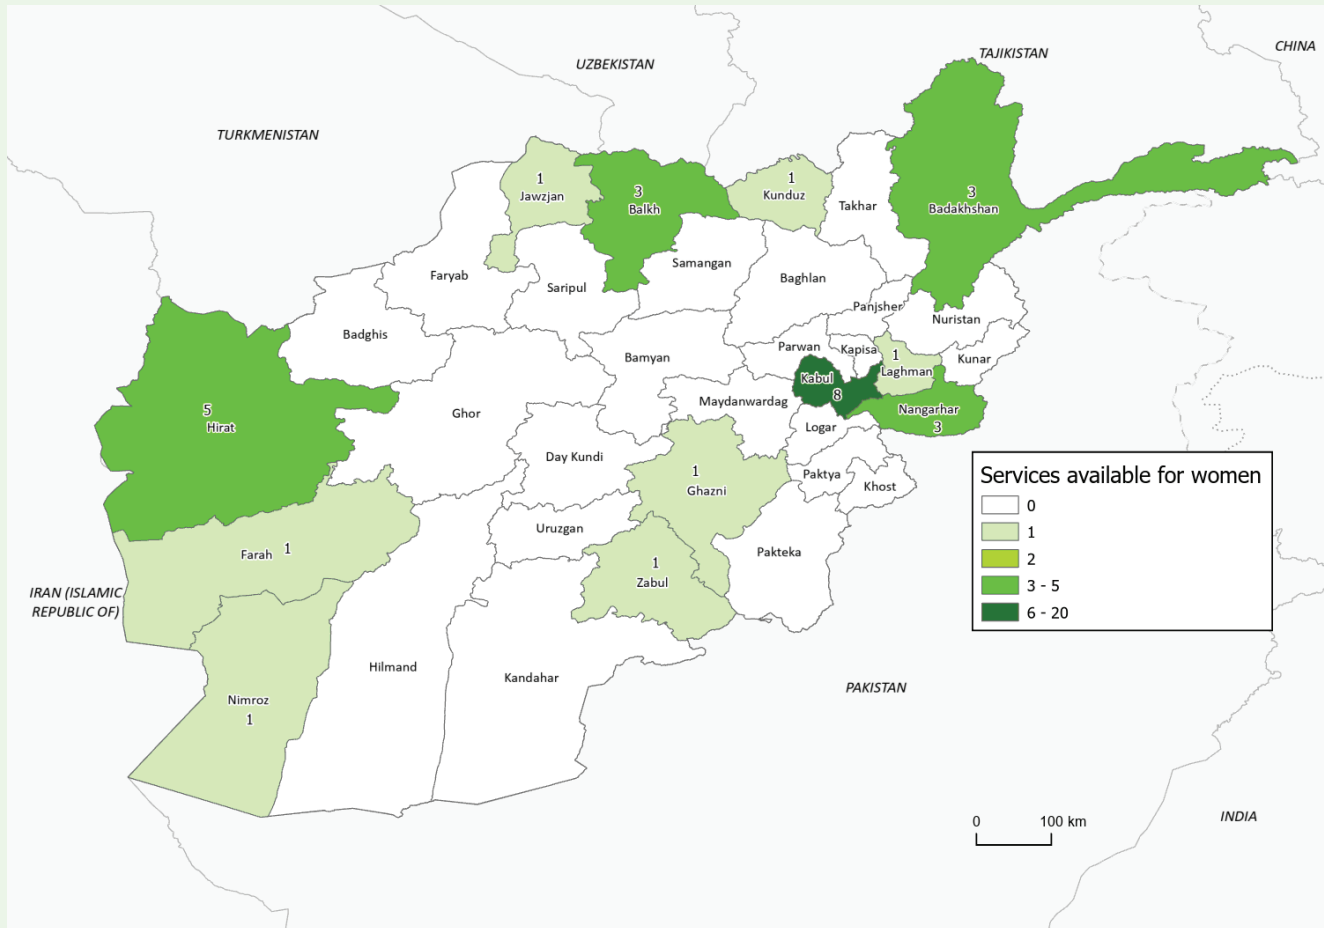 CHINA
TAJIKISTAN
UZBEKISTAN
TURKMENISTAN
1
Jawzjan
3
Balkh
1
Kunduz
Takhar
3
Badakhshan
Faryab
Saripul
Samangan
Baghlan
Panjsher
Nuristan
Badghis
Bamyan
Parwan
Kapisa
1
Laghman
Kunar
Kabul
8
Maydanwardag
Nangarhar
3
5
Hirat
Ghor
Logar
Day Kundi
1
Ghazni
Paktya
Khost
Services available for women
0
1
2
3 - 5
6 - 20
Uruzgan
Pakteka
Farah 1
1
Zabul
IRAN (ISLAMIC
REPUBLIC OF)
Hilmand
Kandahar
Nimroz
1
PAKISTAN
0 100 km
INDIA